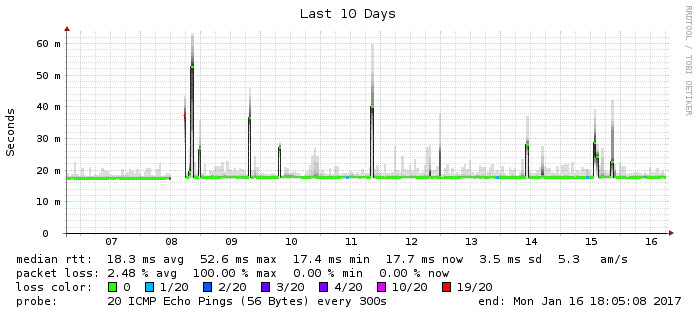 Last 10 Days
RRDTOOL / TOBI OETIKER
Seconds
60 m
50 m
40 m
30 m
20 m
10 m
0
07 08 09 10 11 12 13 14 15 16
median rtt: 18.3 ms avg 52.6 ms max 17.4 ms min 17.7 ms now 3.5 ms sd 5.3 am/s
packet loss: 2.48 % avg 100.00 % max 0.00 % min 0.00 % now
loss color: 0 1/20 2/20 3/20 4/20 10/20 19/20
probe: 20 ICMP Echo Pings (56 Bytes) every 300s end: Mon Jan 16 18:05:08 2017